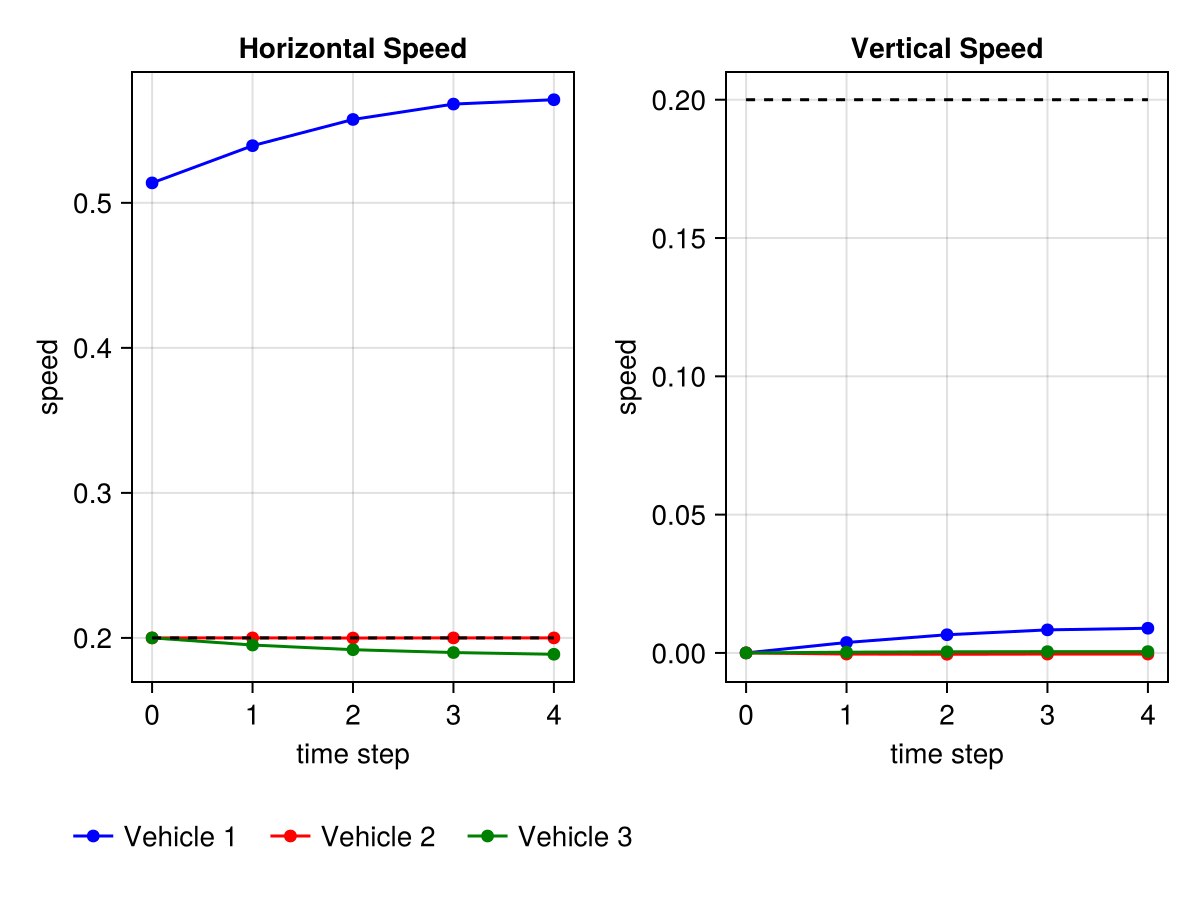 Horizontal Speed
speed
0.5
0.4
0.3
0.2
0 1 2 3 4
time step
Vertical Speed
speed
0.20
0.15
0.10
0.05
0.00
0 1 2 3 4
time step
Vehicle 1 Vehicle 2 Vehicle 3